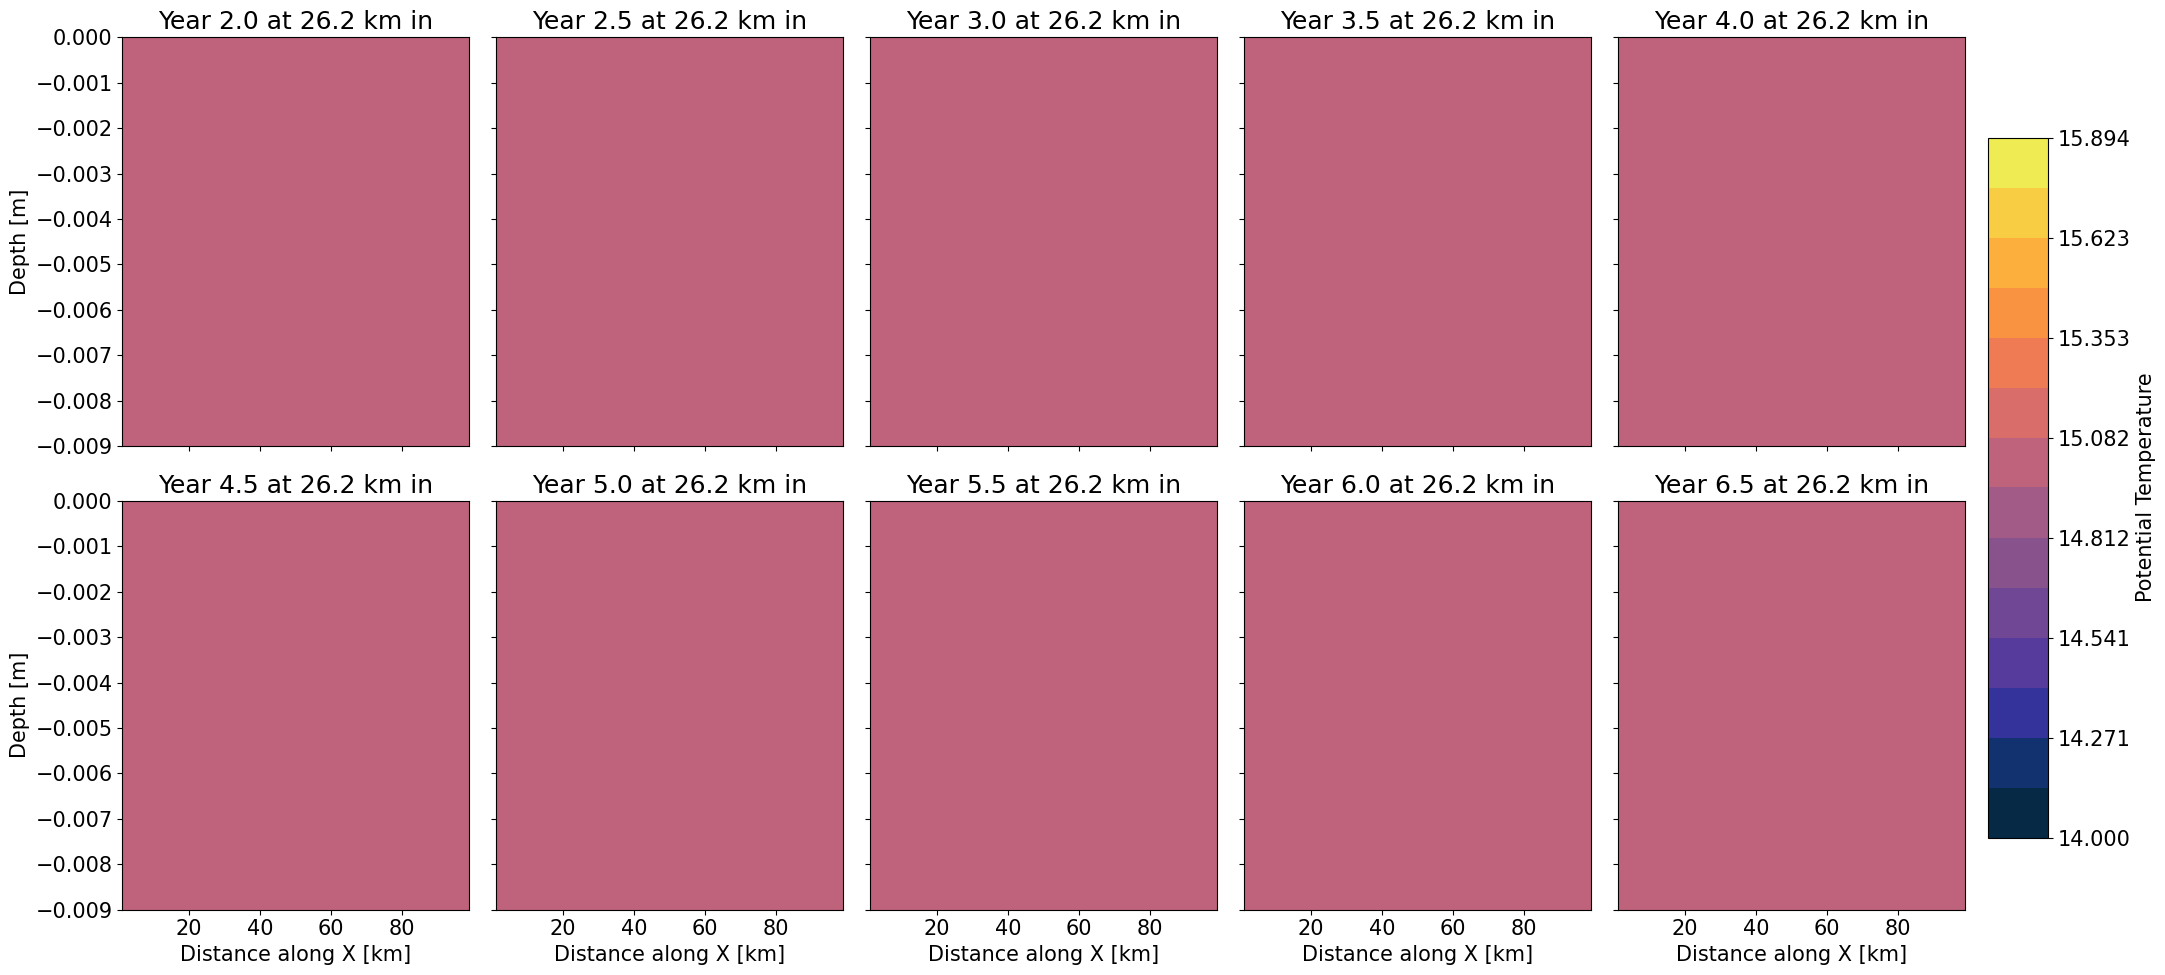 Year 2.0 at 26.2 km in
Year 2.5 at 26.2 km in
Year 3.0 at 26.2 km in
Year 3.5 at 26.2 km in
Year 4.0 at 26.2 km in
0.000
−0.001
−0.002
−0.003
−0.004
−0.005
−0.006
−0.007
−0.008
−0.009
Depth [m]
Year 4.5 at 26.2 km in
Year 5.0 at 26.2 km in
Year 5.5 at 26.2 km in
Year 6.0 at 26.2 km in
Year 6.5 at 26.2 km in
0.000
−0.001
−0.002
−0.003
−0.004
−0.005
−0.006
−0.007
−0.008
−0.009
Depth [m]
20 40 60 80
20 40 60 80
20 40 60 80
20 40 60 80
20 40 60 80
Distance along X [km]
Distance along X [km]
Distance along X [km]
Distance along X [km]
Distance along X [km]
15.894
15.623
15.353
15.082
14.812
14.541
14.271
14.000
Potential Temperature